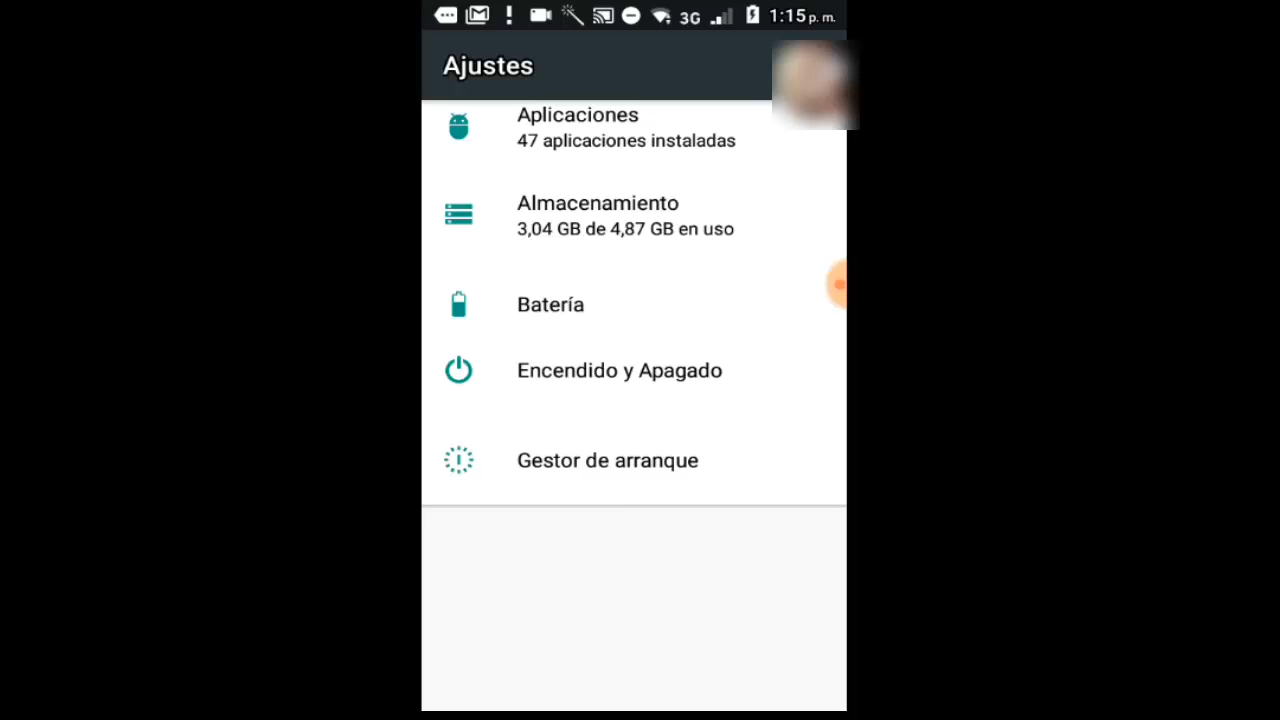 3G 1:15 p. m.
Ajustes
Aplicaciones
47 aplicaciones instaladas
Almacenamiento
3,04 GB de 4,87 GB en uso
Batería
Encendido y Apagado
Gestor de arranque